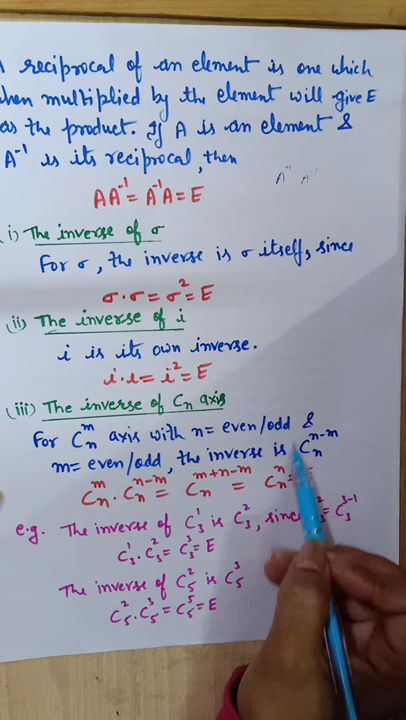 A reciprocal of an element is one which
when multiplied by the element will give E
as the product. If A is an element &
A⁻¹ is its reciprocal, then
A⁻¹ A⁻¹
AA⁻¹ = A⁻¹A = E
(i) The inverse of σ
For σ, the inverse is σ itself, since
σ·σ = σ² = E
(ii) The inverse of i
i is its own inverse.
i·i = i² = E
(iii) The inverse of Cₙ axis
For Cₙᵐ axis with n = even/odd &
m = even/odd, the inverse is Cₙⁿ⁻ᵐ
Cₙᵐ · Cₙⁿ⁻ᵐ = Cₙᵐ⁺ⁿ⁻ᵐ = Cₙⁿ =
e.g. The inverse of C₃¹ is C₃², since = C₃³⁻¹
C₃¹·C₃² = C₃³ = E
The inverse of C₅² is C₅³
C₅²·C₅³ = C₅⁵ = E